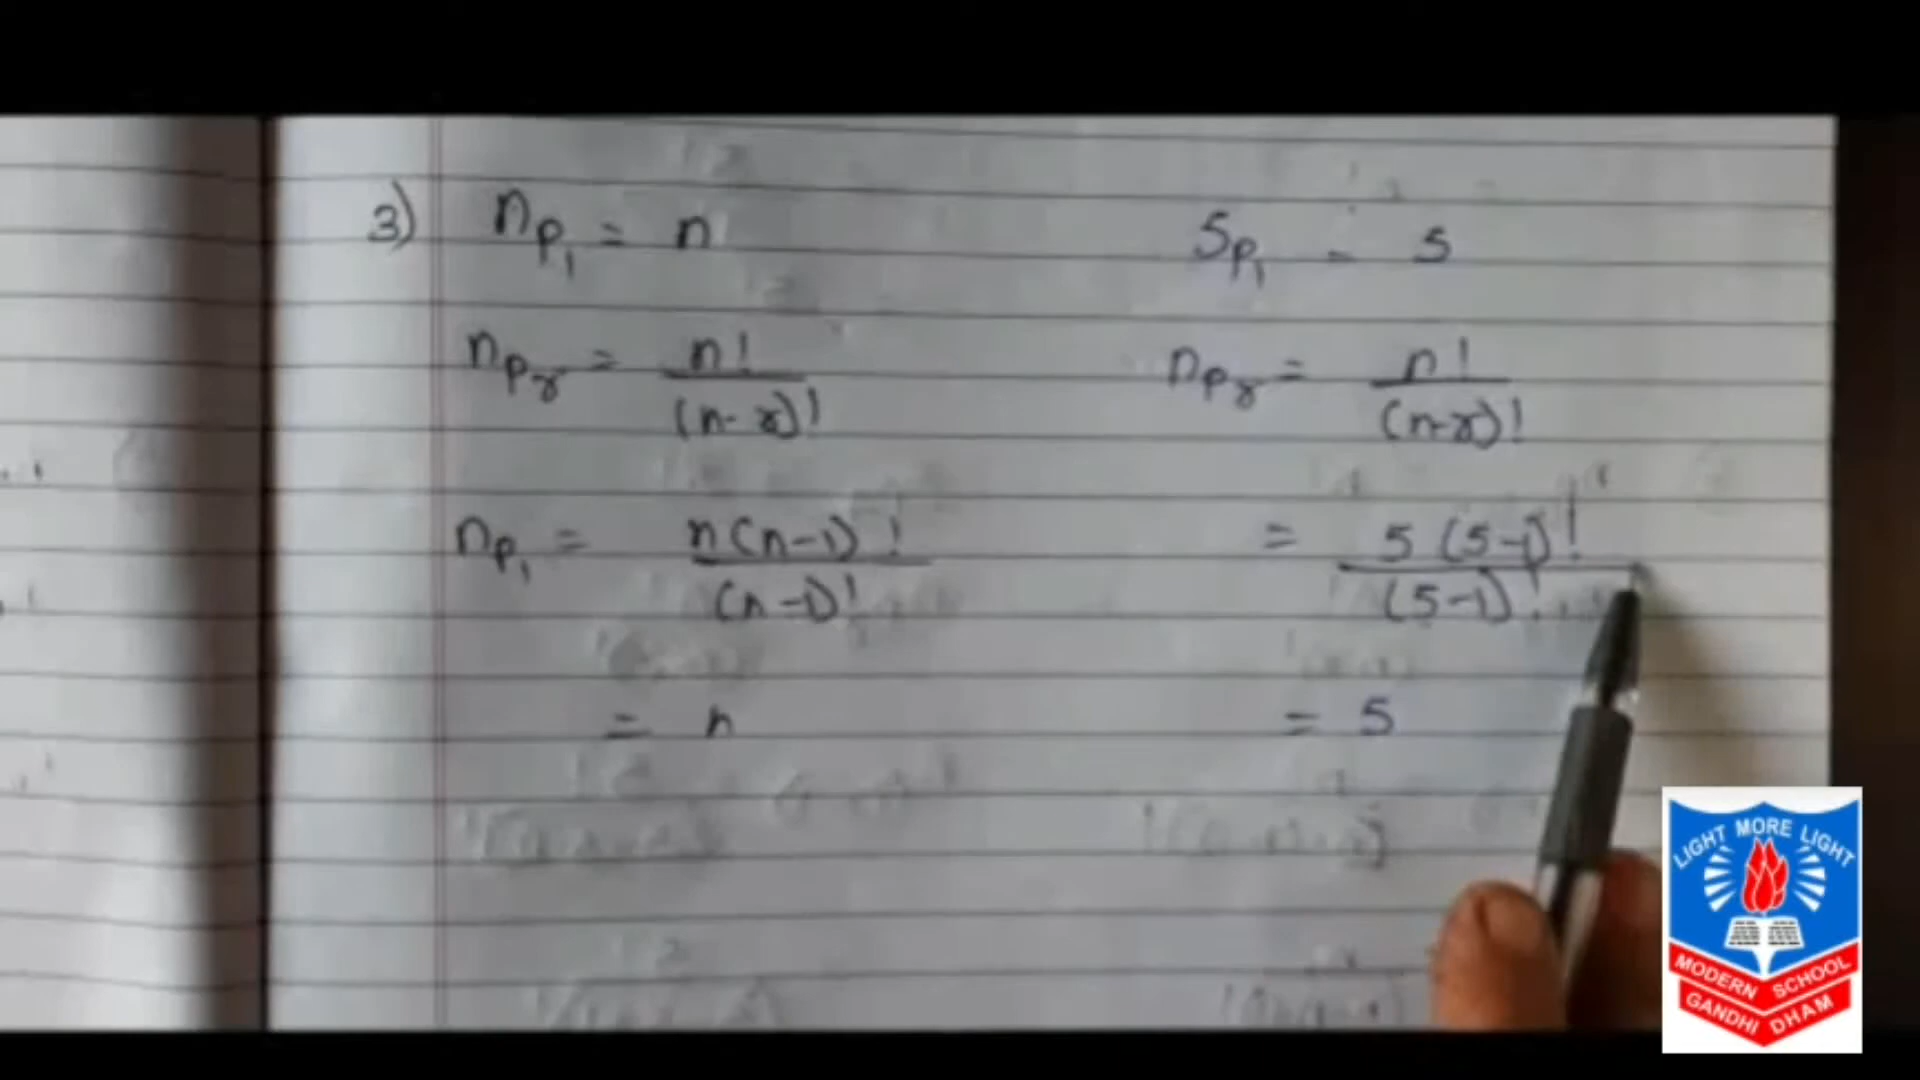 3) nP₁ = n 5P₁ = 5
nPr = n! / (n-r)! nPr = n! / (n-r)!
nP₁ = n(n-1)! / (n-1)! = 5(5-1)! / (5-1)!
= n = 5
LIGHT MORE LIGHT
MODERN SCHOOL
GANDHI DHAM